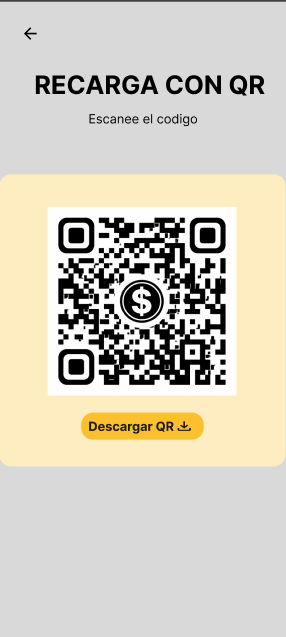 RECARGA CON QR
Escanee el codigo
$
Descargar QR